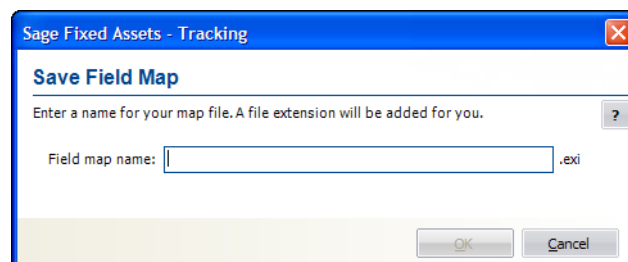 Sage Fixed Assets - Tracking
Save Field Map
Enter a name for your map file. A file extension will be added for you.
?
Field map name: .exi
OK Cancel